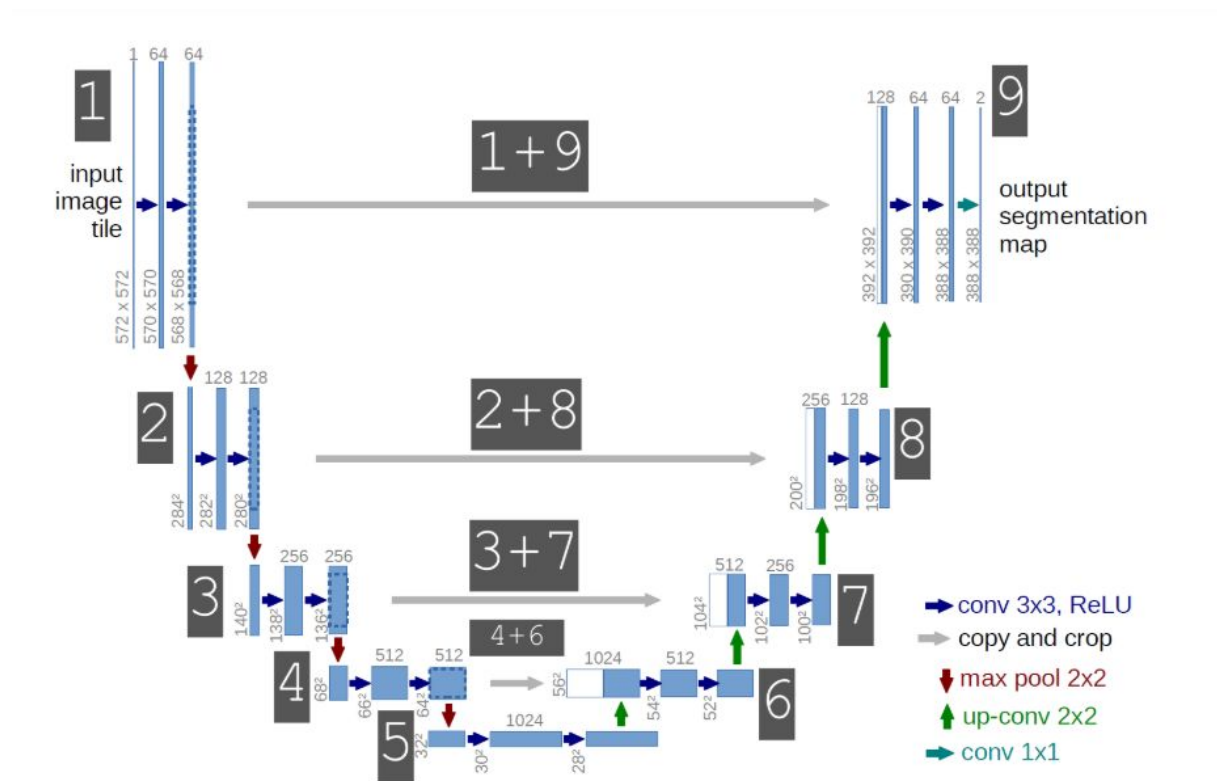 1 64 64
1
input
image
tile
572 x 572
570 x 570
568 x 568
1+9
128 64 64 2
9
output
segmentation
map
392 x 392
390 x 390
388 x 388
388 x 388
128 128
2
284²
282²
280²
2+8
256 128
8
200²
198²
196²
256 256
3
140²
138²
136²
3+7
512 256
7
104²
102²
100²
512 512
4
68²
66²
64²
4+6
1024 512
6
56²
54²
52²
5
1024
32²
30²
28²
conv 3x3, ReLU
copy and crop
max pool 2x2
up-conv 2x2
conv 1x1